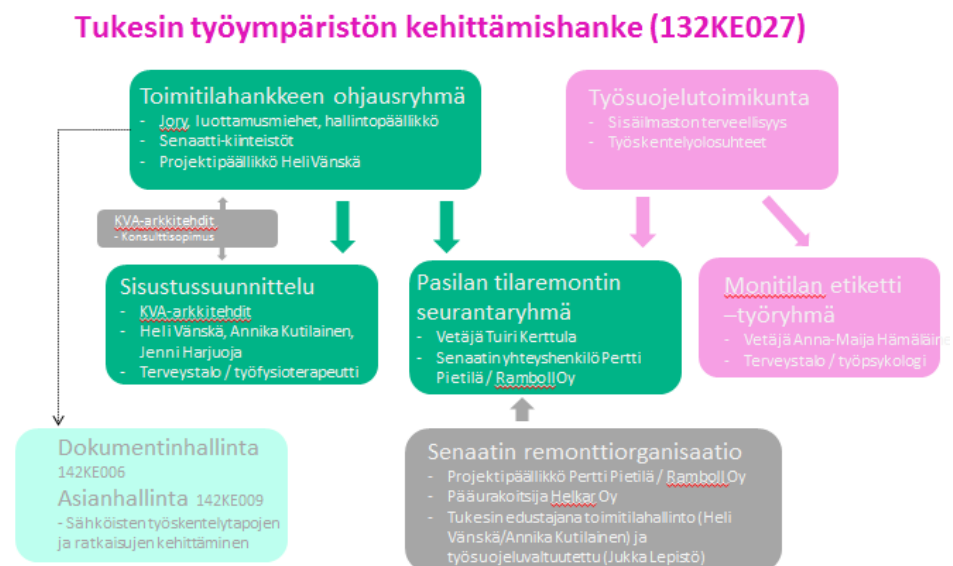 Tukesin työympäristön kehittämishanke (132KE027)
Toimitilahankkeen ohjausryhmä
- Jory, luottamusmiehet, hallintopäällikkö
- Senaatti-kiinteistöt
- Projektipäällikkö Heli Vänskä
Työsuojelutoimikunta
- Sisäilmaston terveellisyys
- Työskentelyolosuhteet
KVA-arkkitehdit
- Konsulttisopimus
Sisustussuunnittelu
- KVA-arkkitehdit
- Heli Vänskä, Annika Kutilainen,
Jenni Harjuoja
- Terveystalo / työfysioterapeutti
Pasilan tilaremontin
seurantaryhmä
- Vetäjä Tuiri Kerttula
- Senaatin yhteyshenkilö Pertti
Pietilä / Ramboll Oy
Monitilan etiketti
–työryhmä
- Vetäjä Anna-Maija Hämäläine
- Terveystalo / työpsykologi
Dokumentinhallinta
142KE006
Asianhallinta 142KE009
- Sähköisten työskentelytapojen
ja ratkaisujen kehittäminen
Senaatin remonttiorganisaatio
- Projektipäällikkö Pertti Pietilä / Ramboll Oy
- Pääurakoitsija Helkar Oy
- Tukesin edustajana toimitilahallinto (Heli
Vänskä/Annika Kutilainen) ja
työsuojeluvaltuutettu (Jukka Lepistö)